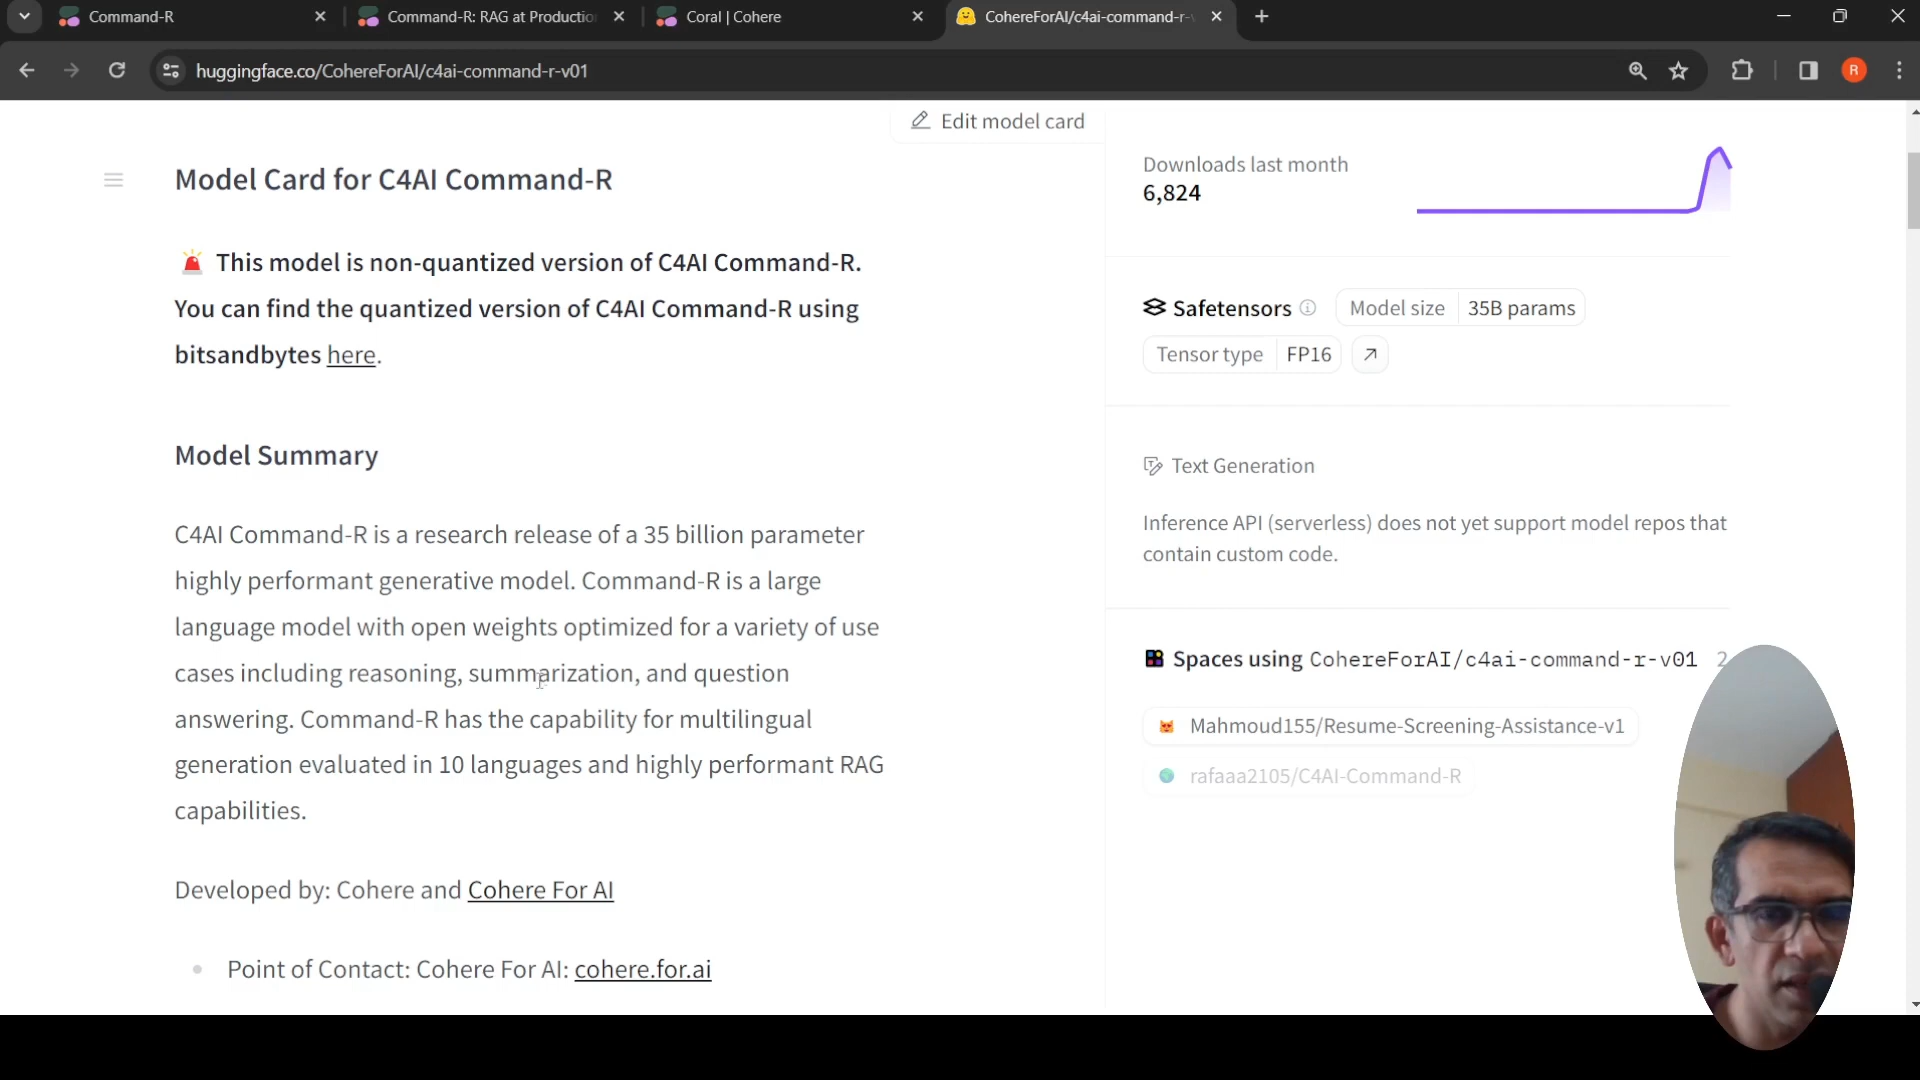 Command-R
Command-R: RAG at Productio
Coral | Cohere
CohereForAI/c4ai-command-r-
huggingface.co/CohereForAI/c4ai-command-r-v01
R
Edit model card
Model Card for C4AI Command-R
🚨 This model is non-quantized version of C4AI Command-R.
You can find the quantized version of C4AI Command-R using
bitsandbytes here.
Model Summary
C4AI Command-R is a research release of a 35 billion parameter
highly performant generative model. Command-R is a large
language model with open weights optimized for a variety of use
cases including reasoning, summarization, and question
answering. Command-R has the capability for multilingual
generation evaluated in 10 languages and highly performant RAG
capabilities.
Developed by: Cohere and Cohere For AI
Point of Contact: Cohere For AI: cohere.for.ai
Downloads last month
6,824
Safetensors
Model size 35B params
Tensor type FP16
Text Generation
Inference API (serverless) does not yet support model repos that
contain custom code.
Spaces using CohereForAI/c4ai-command-r-v01 2
Mahmoud155/Resume-Screening-Assistance-v1
rafaaa2105/C4AI-Command-R